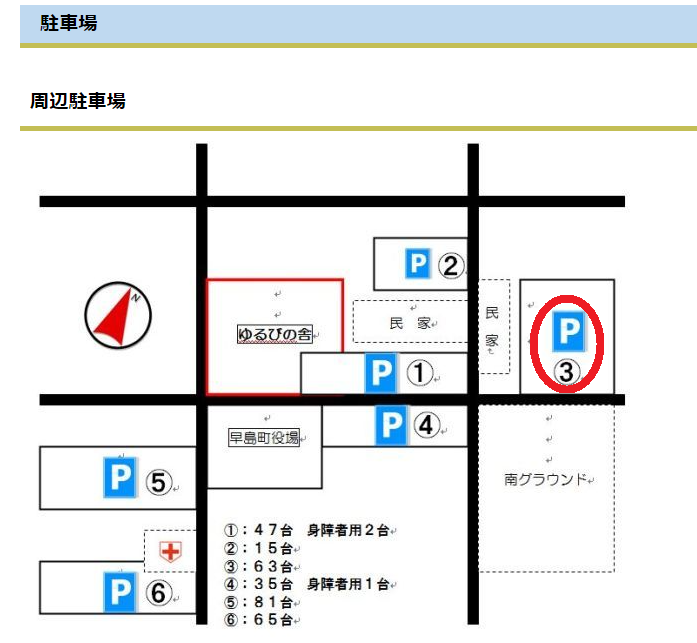 駐車場
周辺駐車場
P ②
N
民 家
民
家
P
③
ゆるびの舎
P ①
早島町役場
P ④
南グラウンド
P ⑤
P ⑥
①：４７台 身障者用２台
②：１５台
③：６３台
④：３５台 身障者用１台
⑤：８１台
⑥：６５台